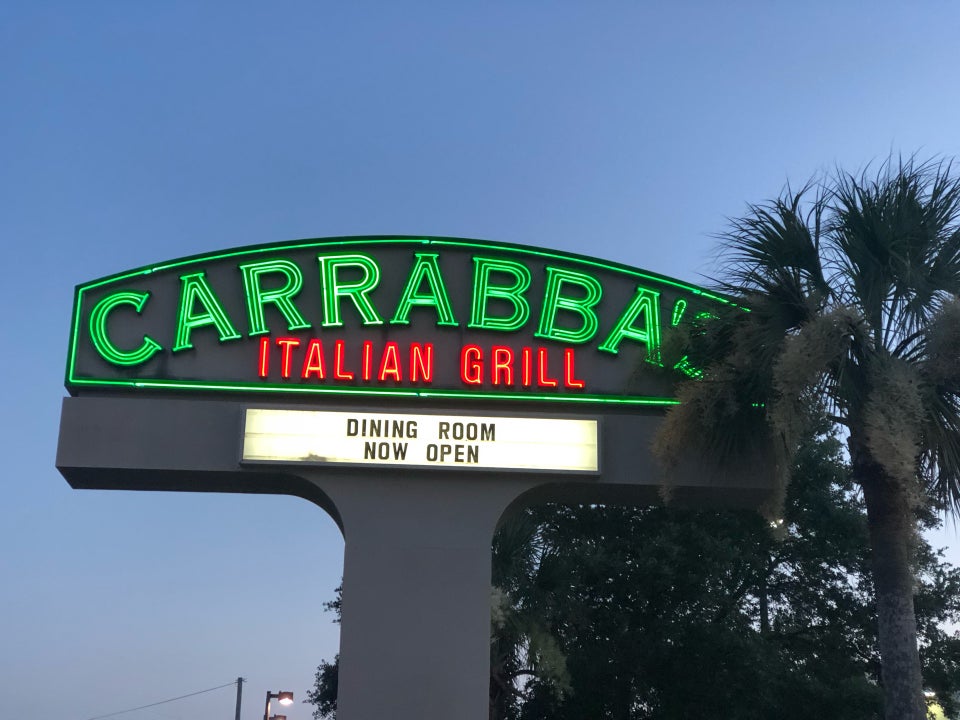 CARRABBA'S
ITALIAN GRILL
DINING ROOM
NOW OPEN